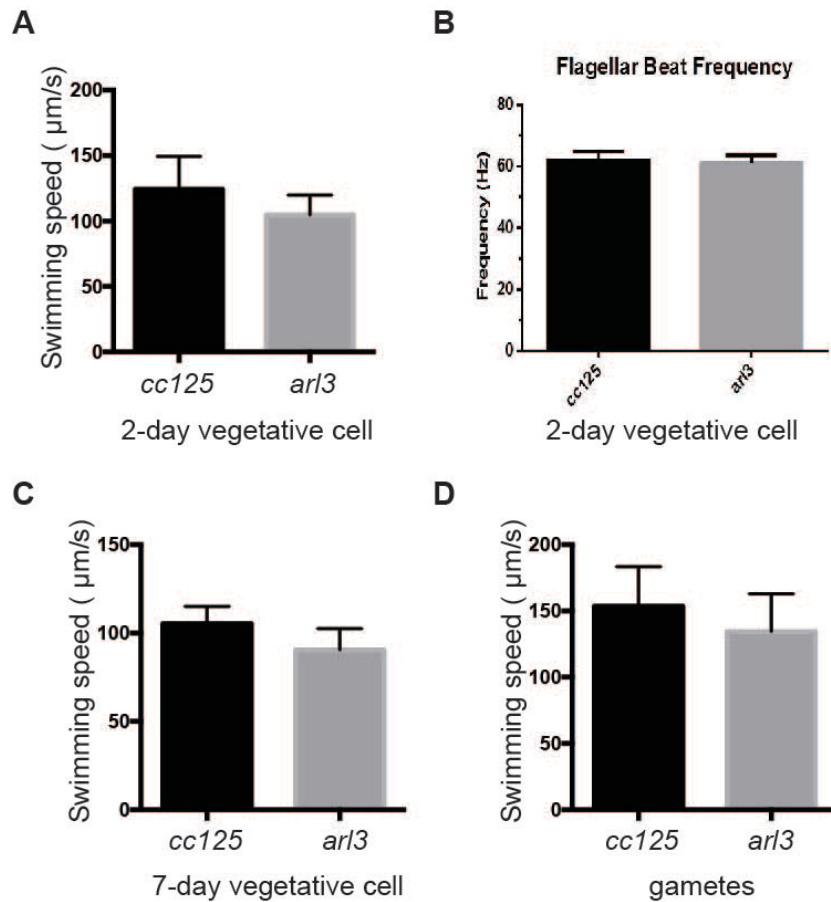 A
Swimming speed ( µm/s)
200
150
100
50
0
cc125 arl3
2-day vegetative cell
B
Flagellar Beat Frequency
Frequency (Hz)
80
60
40
20
0
cc125 arl3
2-day vegetative cell
C
Swimming speed ( µm/s)
150
100
50
0
cc125 arl3
7-day vegetative cell
D
Swimming speed ( µm/s)
200
150
100
50
0
cc125 arl3
gametes